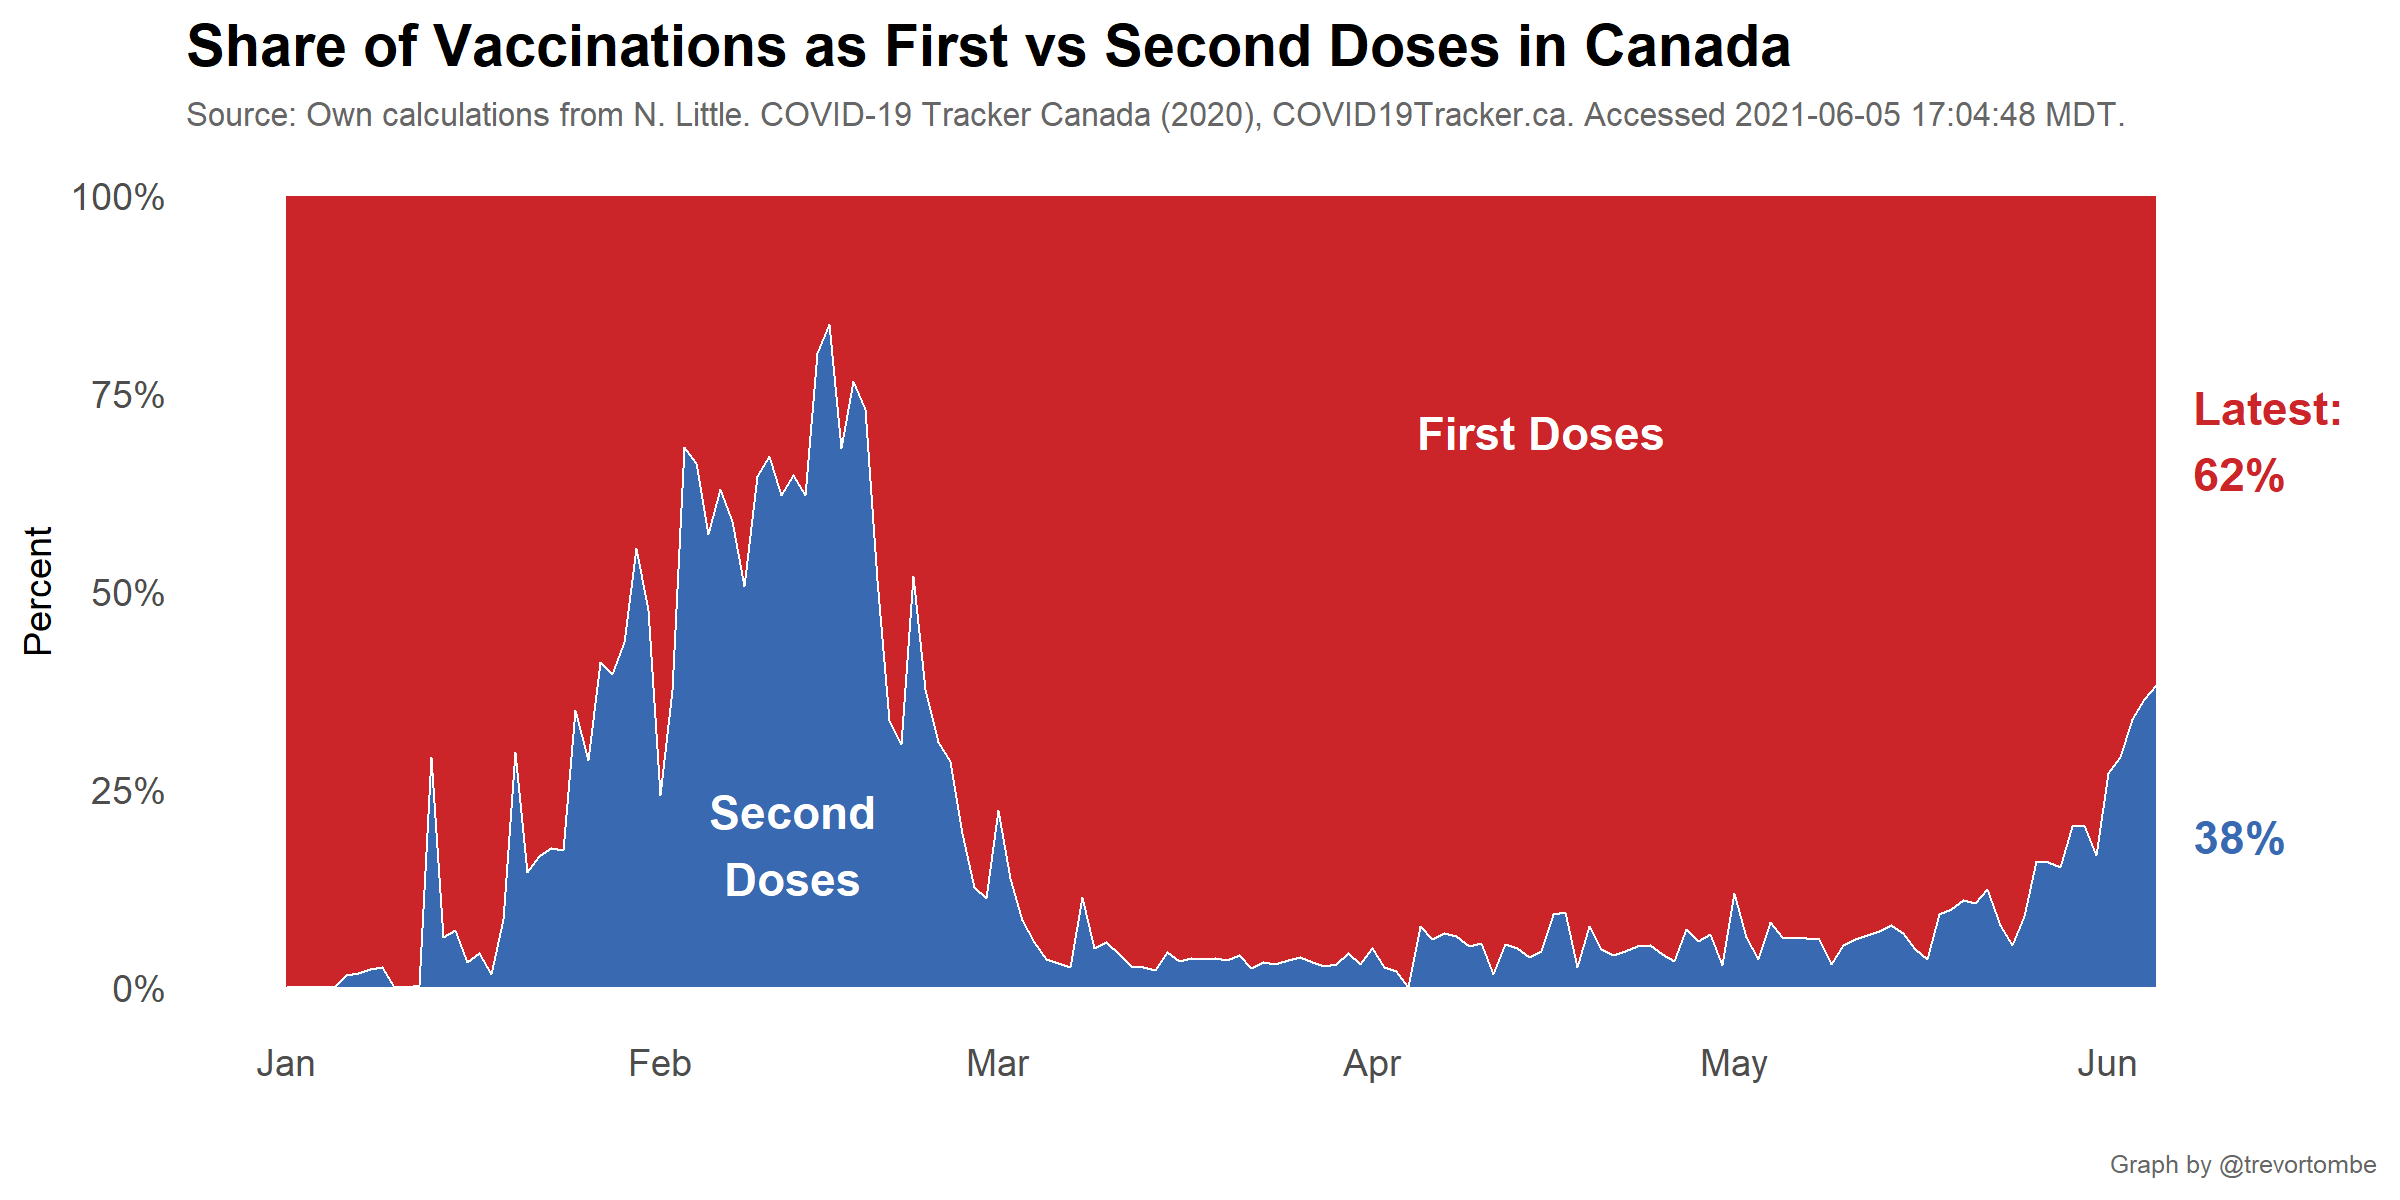 Share of Vaccinations as First vs Second Doses in Canada
Source: Own calculations from N. Little. COVID-19 Tracker Canada (2020), COVID19Tracker.ca. Accessed 2021-06-05 17:04:48 MDT.
Percent
100%
75%
50%
25%
0%
First Doses
Second
Doses
Latest:
62%
38%
Jan
Feb
Mar
Apr
May
Jun
Graph by @trevortombe